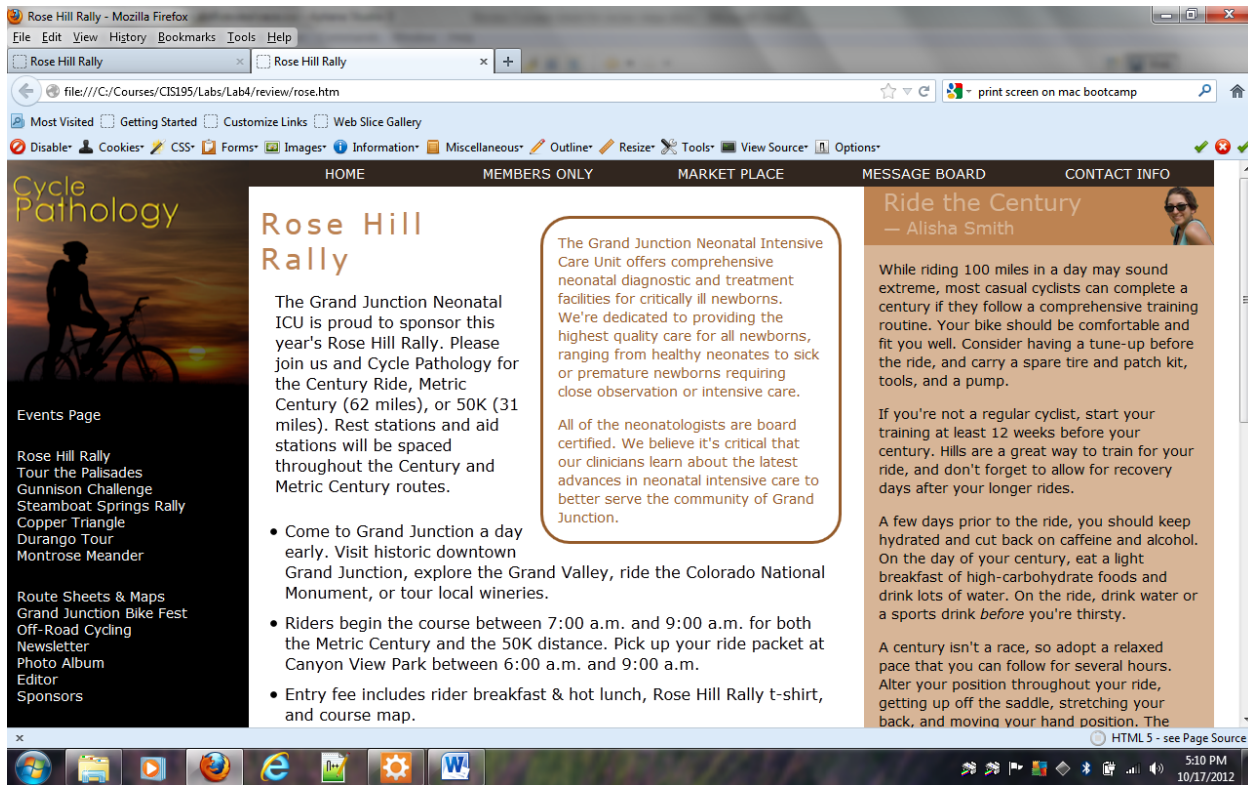 Rose Hill Rally - Mozilla Firefox
File Edit View History Bookmarks Tools Help
Rose Hill Rally × Rose Hill Rally × +
file:///C:/Courses/CIS195/Labs/Lab4/review/rose.htm print screen on mac bootcamp
Most Visited Getting Started Customize Links Web Slice Gallery
Disable Cookies CSS Forms Images Information Miscellaneous Outline Resize Tools View Source Options
HOME MEMBERS ONLY MARKET PLACE MESSAGE BOARD CONTACT INFO
Cycle
Pathology
Events Page
Rose Hill Rally
Tour the Palisades
Gunnison Challenge
Steamboat Springs Rally
Copper Triangle
Durango Tour
Montrose Meander
Route Sheets & Maps
Grand Junction Bike Fest
Off-Road Cycling
Newsletter
Photo Album
Editor
Sponsors
Rose Hill
Rally
The Grand Junction Neonatal
ICU is proud to sponsor this
year's Rose Hill Rally. Please
join us and Cycle Pathology for
the Century Ride, Metric
Century (62 miles), or 50K (31
miles). Rest stations and aid
stations will be spaced
throughout the Century and
Metric Century routes.
The Grand Junction Neonatal Intensive
Care Unit offers comprehensive
neonatal diagnostic and treatment
facilities for critically ill newborns.
We're dedicated to providing the
highest quality care for all newborns,
ranging from healthy neonates to sick
or premature newborns requiring
close observation or intensive care.
All of the neonatologists are board
certified. We believe it's critical that
our clinicians learn about the latest
advances in neonatal intensive care to
better serve the community of Grand
Junction.
• Come to Grand Junction a day
early. Visit historic downtown
Grand Junction, explore the Grand Valley, ride the Colorado National
Monument, or tour local wineries.
• Riders begin the course between 7:00 a.m. and 9:00 a.m. for both
the Metric Century and the 50K distance. Pick up your ride packet at
Canyon View Park between 6:00 a.m. and 9:00 a.m.
• Entry fee includes rider breakfast & hot lunch, Rose Hill Rally t-shirt,
and course map.
Ride the Century
— Alisha Smith
While riding 100 miles in a day may sound
extreme, most casual cyclists can complete a
century if they follow a comprehensive training
routine. Your bike should be comfortable and
fit you well. Consider having a tune-up before
the ride, and carry a spare tire and patch kit,
tools, and a pump.
If you're not a regular cyclist, start your
training at least 12 weeks before your
century. Hills are a great way to train for your
ride, and don't forget to allow for recovery
days after your longer rides.
A few days prior to the ride, you should keep
hydrated and cut back on caffeine and alcohol.
On the day of your century, eat a light
breakfast of high-carbohydrate foods and
drink lots of water. On the ride, drink water or
a sports drink before you're thirsty.
A century isn't a race, so adopt a relaxed
pace that you can follow for several hours.
Alter your position throughout your ride,
getting up off the saddle, stretching your
back, and moving your hand position. The
× HTML 5 - see Page Source
5:10 PM
10/17/2012